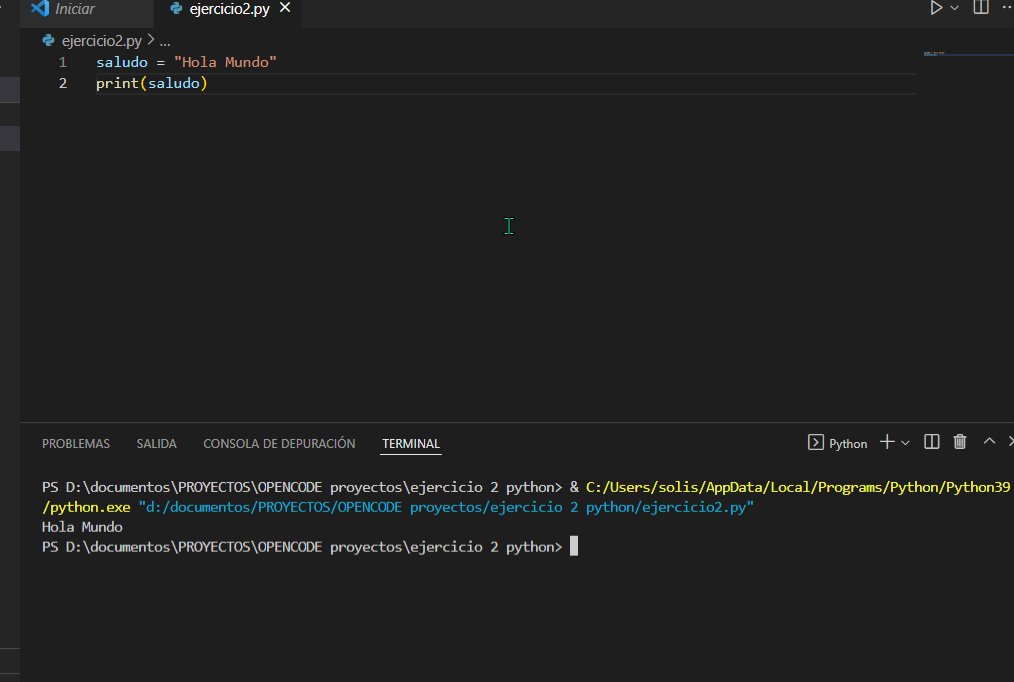 Iniciar ejercicio2.py
ejercicio2.py > ...
1 saludo = "Hola Mundo"
2 print(saludo)
PROBLEMAS SALIDA CONSOLA DE DEPURACIÓN TERMINAL Python
PS D:\documentos\PROYECTOS\OPENCODE proyectos\ejercicio 2 python> & C:/Users/solis/AppData/Local/Programs/Python/Python39
/python.exe "d:/documentos/PROYECTOS/OPENCODE proyectos/ejercicio 2 python/ejercicio2.py"
Hola Mundo
PS D:\documentos\PROYECTOS\OPENCODE proyectos\ejercicio 2 python>